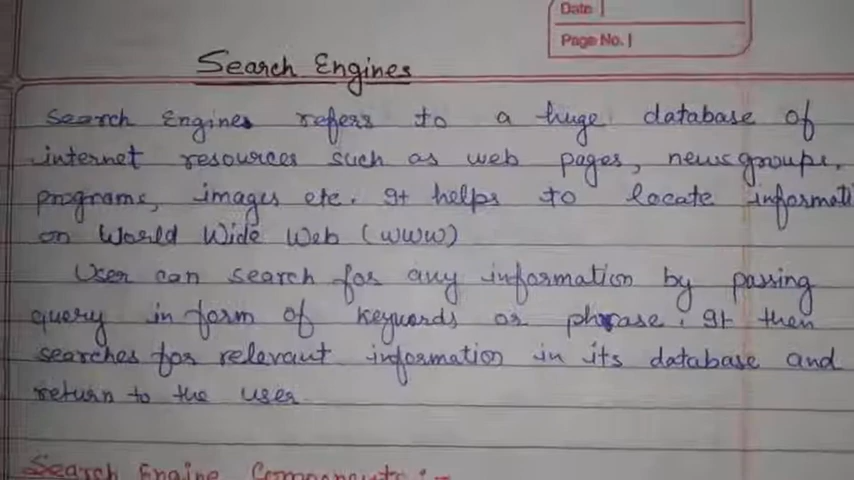 Date
Page No.
Search Engines
Search Engines refers to a huge database of
internet resources such as web pages, newsgroups.
programs, images etc. It helps to locate informati
on World Wide Web (WWW)
User can search for any information by passing
query in form of keywords or phrase. It then
searches for relevant information in its database and
return to the user
Search Engine Components :-